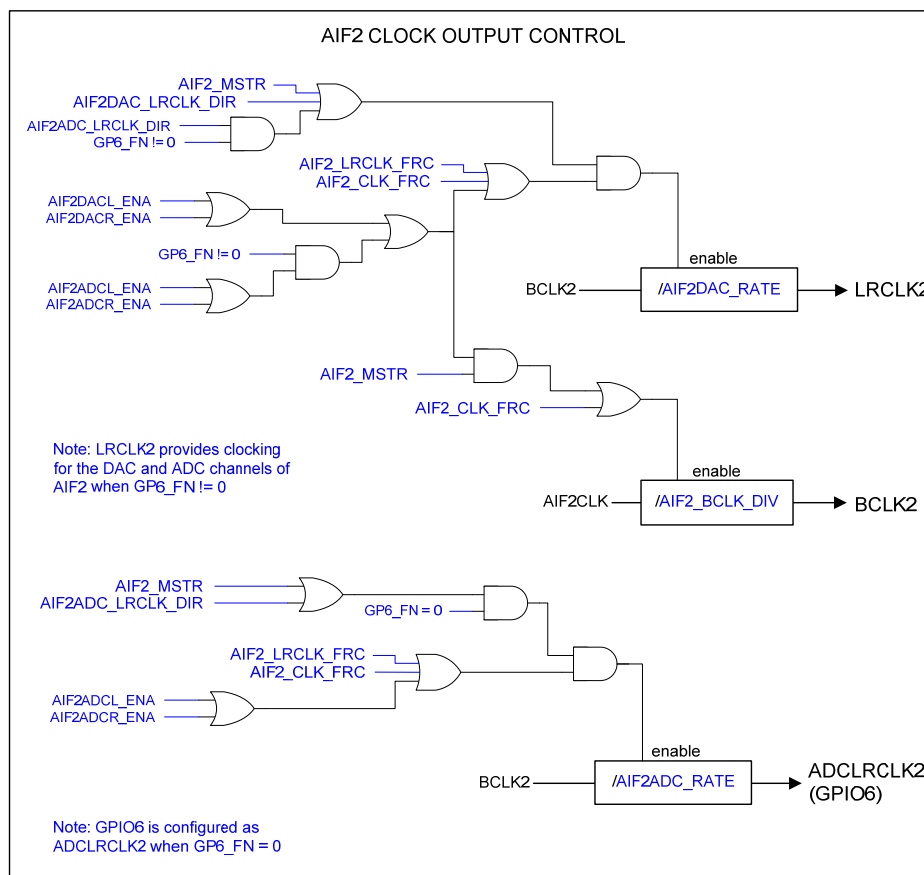 AIF2 CLOCK OUTPUT CONTROL
AIF2_MSTR
AIF2DAC_LRCLK_DIR
AIF2ADC_LRCLK_DIR
GP6_FN != 0
AIF2_LRCLK_FRC
AIF2_CLK_FRC
AIF2DACL_ENA
AIF2DACR_ENA
GP6_FN != 0
AIF2ADCL_ENA
AIF2ADCR_ENA
enable
BCLK2
/AIF2DAC_RATE
LRCLK2
AIF2_MSTR
AIF2_CLK_FRC
Note: LRCLK2 provides clocking
for the DAC and ADC channels of
AIF2 when GP6_FN != 0
enable
AIF2CLK
/AIF2_BCLK_DIV
BCLK2
AIF2_MSTR
AIF2ADC_LRCLK_DIR
GP6_FN = 0
AIF2_LRCLK_FRC
AIF2_CLK_FRC
AIF2ADCL_ENA
AIF2ADCR_ENA
enable
BCLK2
/AIF2ADC_RATE
ADCLRCLK2
(GPIO6)
Note: GPIO6 is configured as
ADCLRCLK2 when GP6_FN = 0